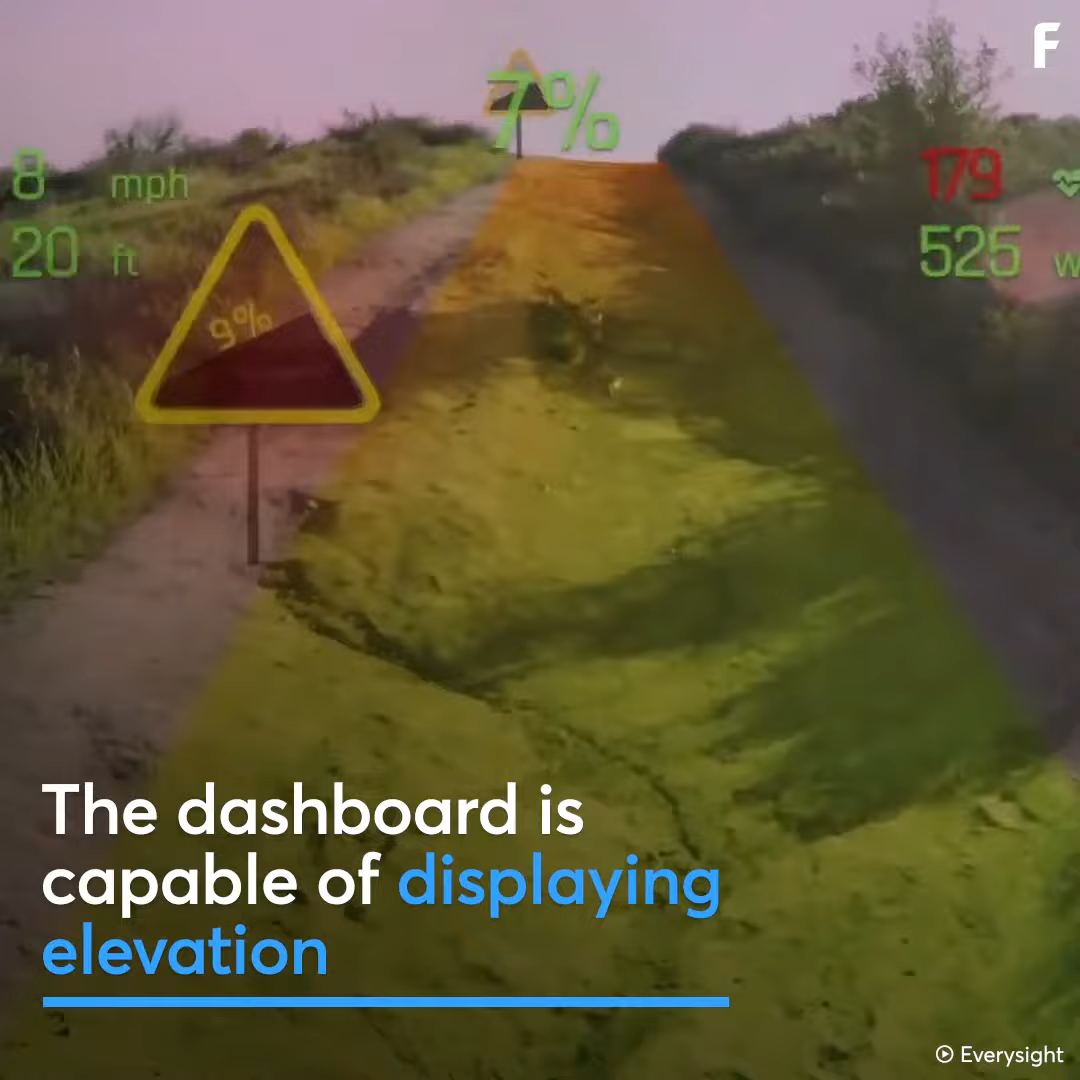 F
7%
8 mph
179
20 ft
525 w
9%
The dashboard is
capable of displaying
elevation
Everysight